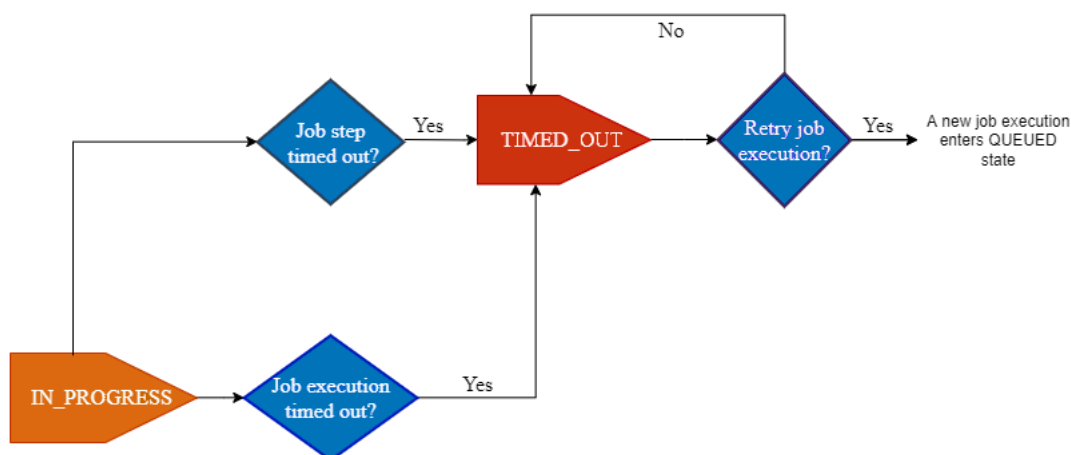 No
Job step
timed out?
Yes
TIMED_OUT
Retry job
execution?
Yes
A new job execution
enters QUEUED
state
IN_PROGRESS
Job execution
timed out?
Yes